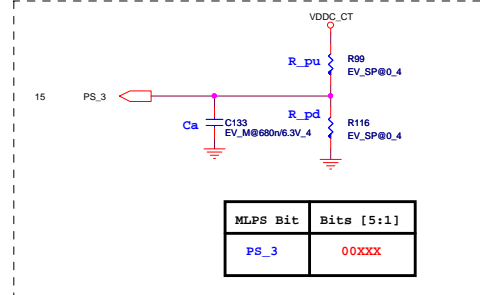 VDDC_CT
R_pu
R99
EV_SP@0_4
15
PS_3
Ca
C133
EV_M@680n/6.3V_4
R_pd
R116
EV_SP@0_4
MLPS Bit Bits [5:1]
PS_3 00XXX